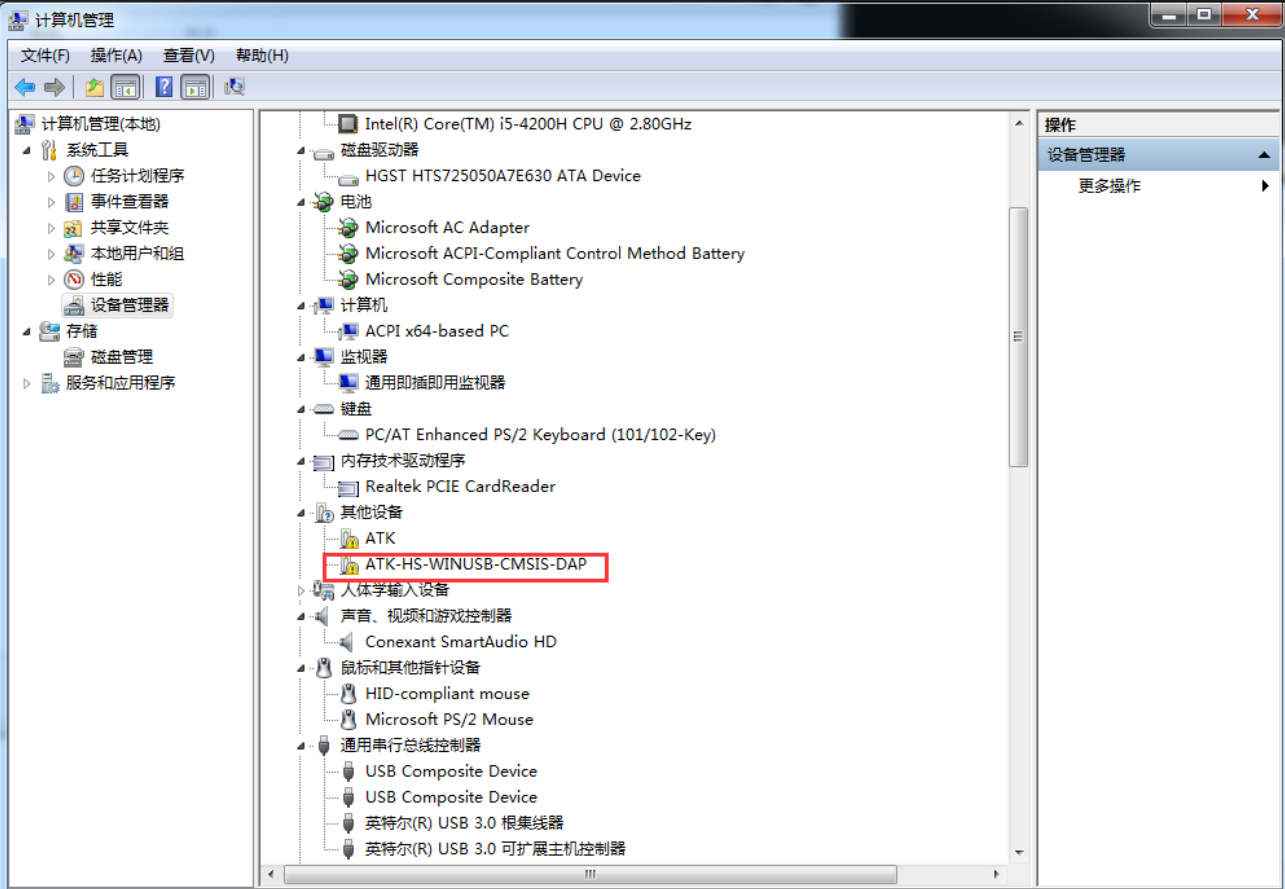 计算机管理
文件(F) 操作(A) 查看(V) 帮助(H)
计算机管理(本地)
系统工具
任务计划程序
事件查看器
共享文件夹
本地用户和组
性能
设备管理器
存储
磁盘管理
服务和应用程序
Intel(R) Core(TM) i5-4200H CPU @ 2.80GHz
磁盘驱动器
HGST HTS725050A7E630 ATA Device
电池
Microsoft AC Adapter
Microsoft ACPI-Compliant Control Method Battery
Microsoft Composite Battery
计算机
ACPI x64-based PC
监视器
通用即插即用监视器
键盘
PC/AT Enhanced PS/2 Keyboard (101/102-Key)
内存技术驱动程序
Realtek PCIE CardReader
其他设备
ATK
ATK-HS-WINUSB-CMSIS-DAP
人体学输入设备
声音、视频和游戏控制器
Conexant SmartAudio HD
鼠标和其他指针设备
HID-compliant mouse
Microsoft PS/2 Mouse
通用串行总线控制器
USB Composite Device
USB Composite Device
英特尔(R) USB 3.0 根集线器
英特尔(R) USB 3.0 可扩展主机控制器
操作
设备管理器
更多操作